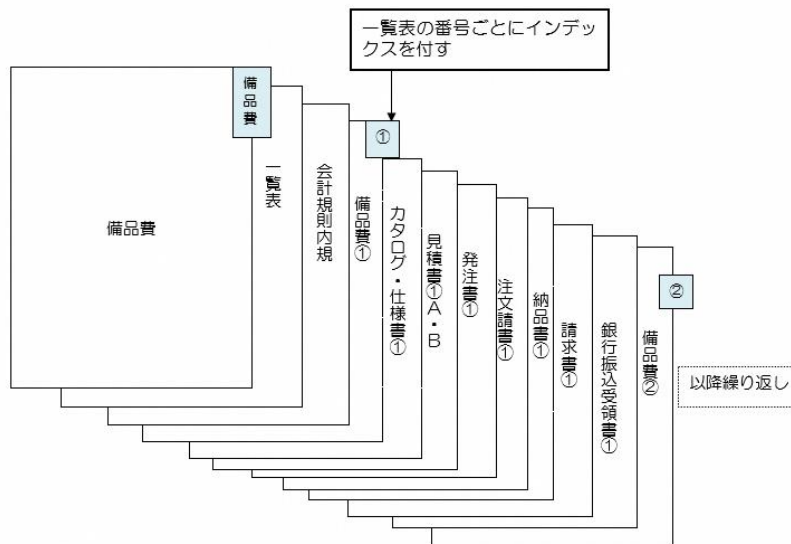 一覧表の番号ごとにインデッ
クスを付す
備品費
備品費
一覧表
会計規則内規
備品費①
①
カタログ・仕様書①
見積書①A・B
発注書①
注文請書①
納品書①
請求書①
銀行振込受領書①
備品費②
②
以降繰り返し